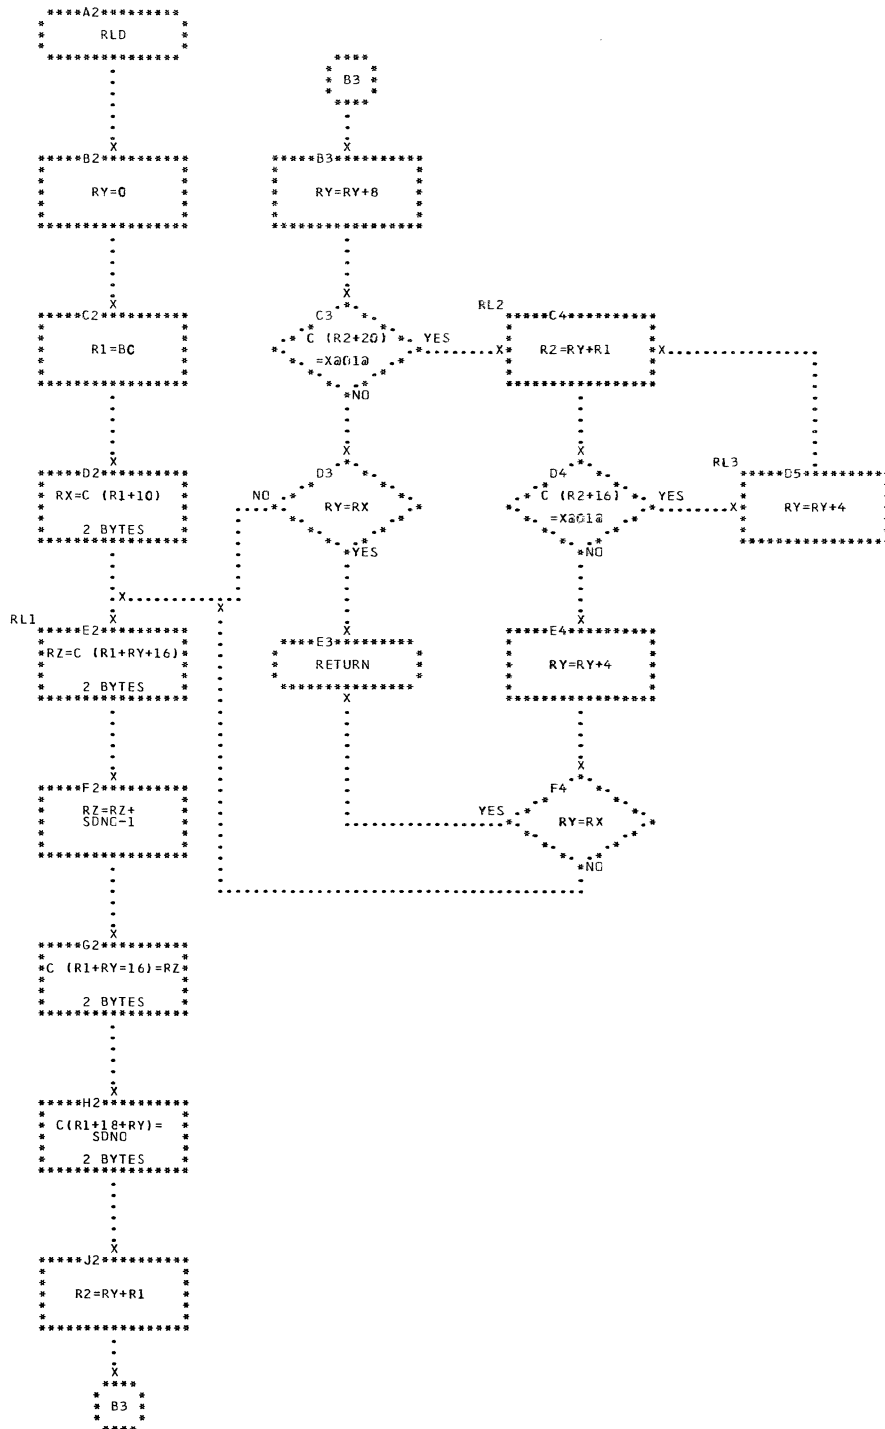 A2
RLD
B2
RY=0
C2
R1=BC
D2
RX=C (R1+10)
2 BYTES
RL1
E2
RZ=C (R1+RY+16)
2 BYTES
F2
RZ=RZ+
SDNO-1
G2
C (R1+RY=16)=RZ
2 BYTES
H2
C(R1+18+RY)=
SDNO
2 BYTES
J2
R2=RY+R1
B3
B3
B3
RY=RY+8
C3
C (R2+20)
=X@01@
YES
NO
D3
RY=RX
NO
YES
E3
RETURN
RL2
C4
R2=RY+R1
D4
C (R2+16)
=X@01@
YES
NO
E4
RY=RY+4
F4
RY=RX
YES
NO
RL3
D5
RY=RY+4